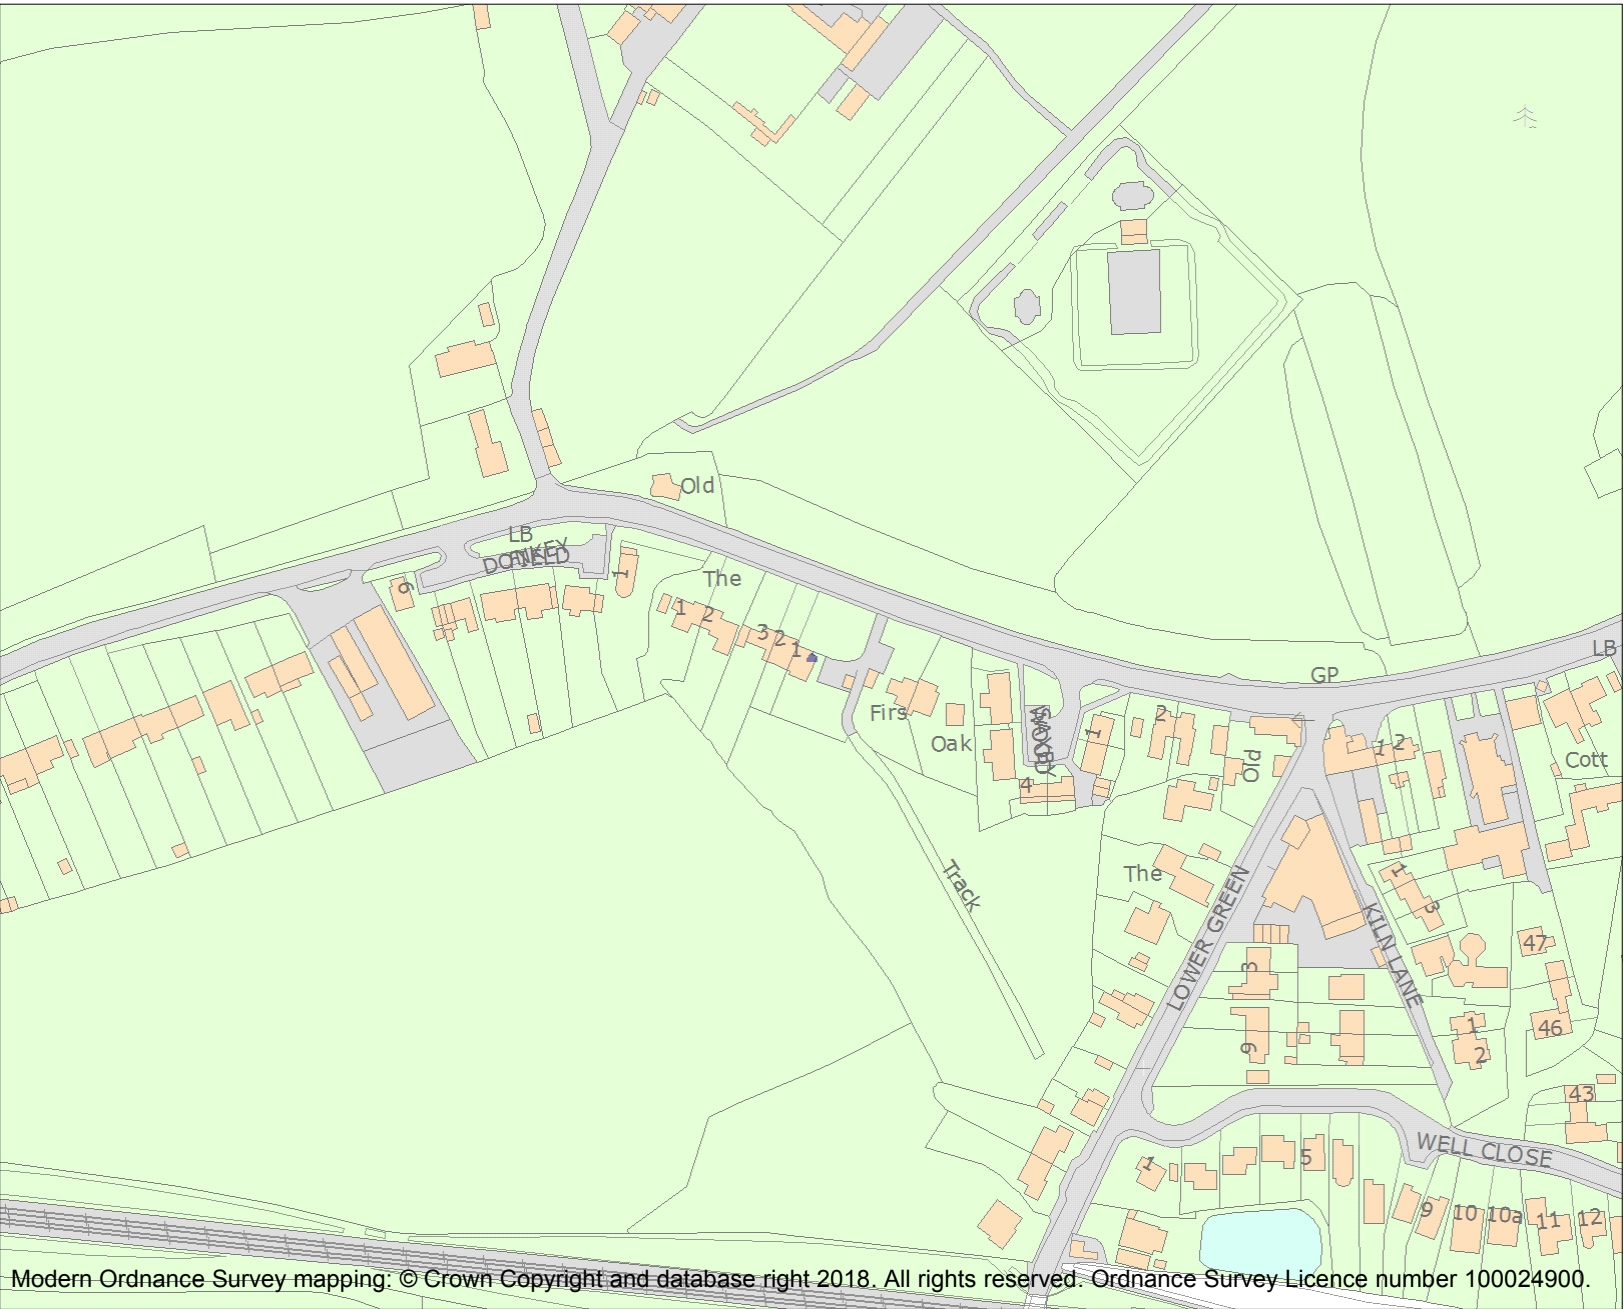 Old
LB
DONKEY
FIELD
6
1
The
1
2
3
2
1
Firs
Oak
1
2
4
Old
GP
LB
1
2
Cott
Track
The
LOWER GREEN
KILN LANE
1
3
47
3
46
9
1
2
43
WELL CLOSE
1
5
9
10
10a
11
12
Modern Ordnance Survey mapping: © Crown Copyright and database right 2018. All rights reserved. Ordnance Survey Licence number 100024900.